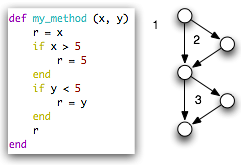 def my_method (x, y)
    r = x
    if x > 5
        r = 5
    end
    if y < 5
        r = y
    end
    r
end
1
2
3